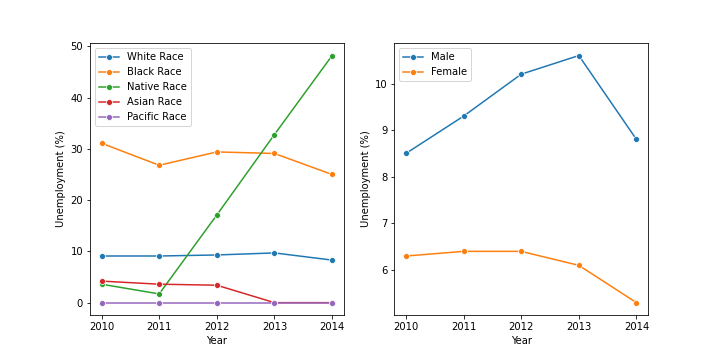 White Race
Black Race
Native Race
Asian Race
Pacific Race
Unemployment (%)
50
40
30
20
10
0
2010 2011 2012 2013 2014
Year
Male
Female
Unemployment (%)
10
9
8
7
6
2010 2011 2012 2013 2014
Year